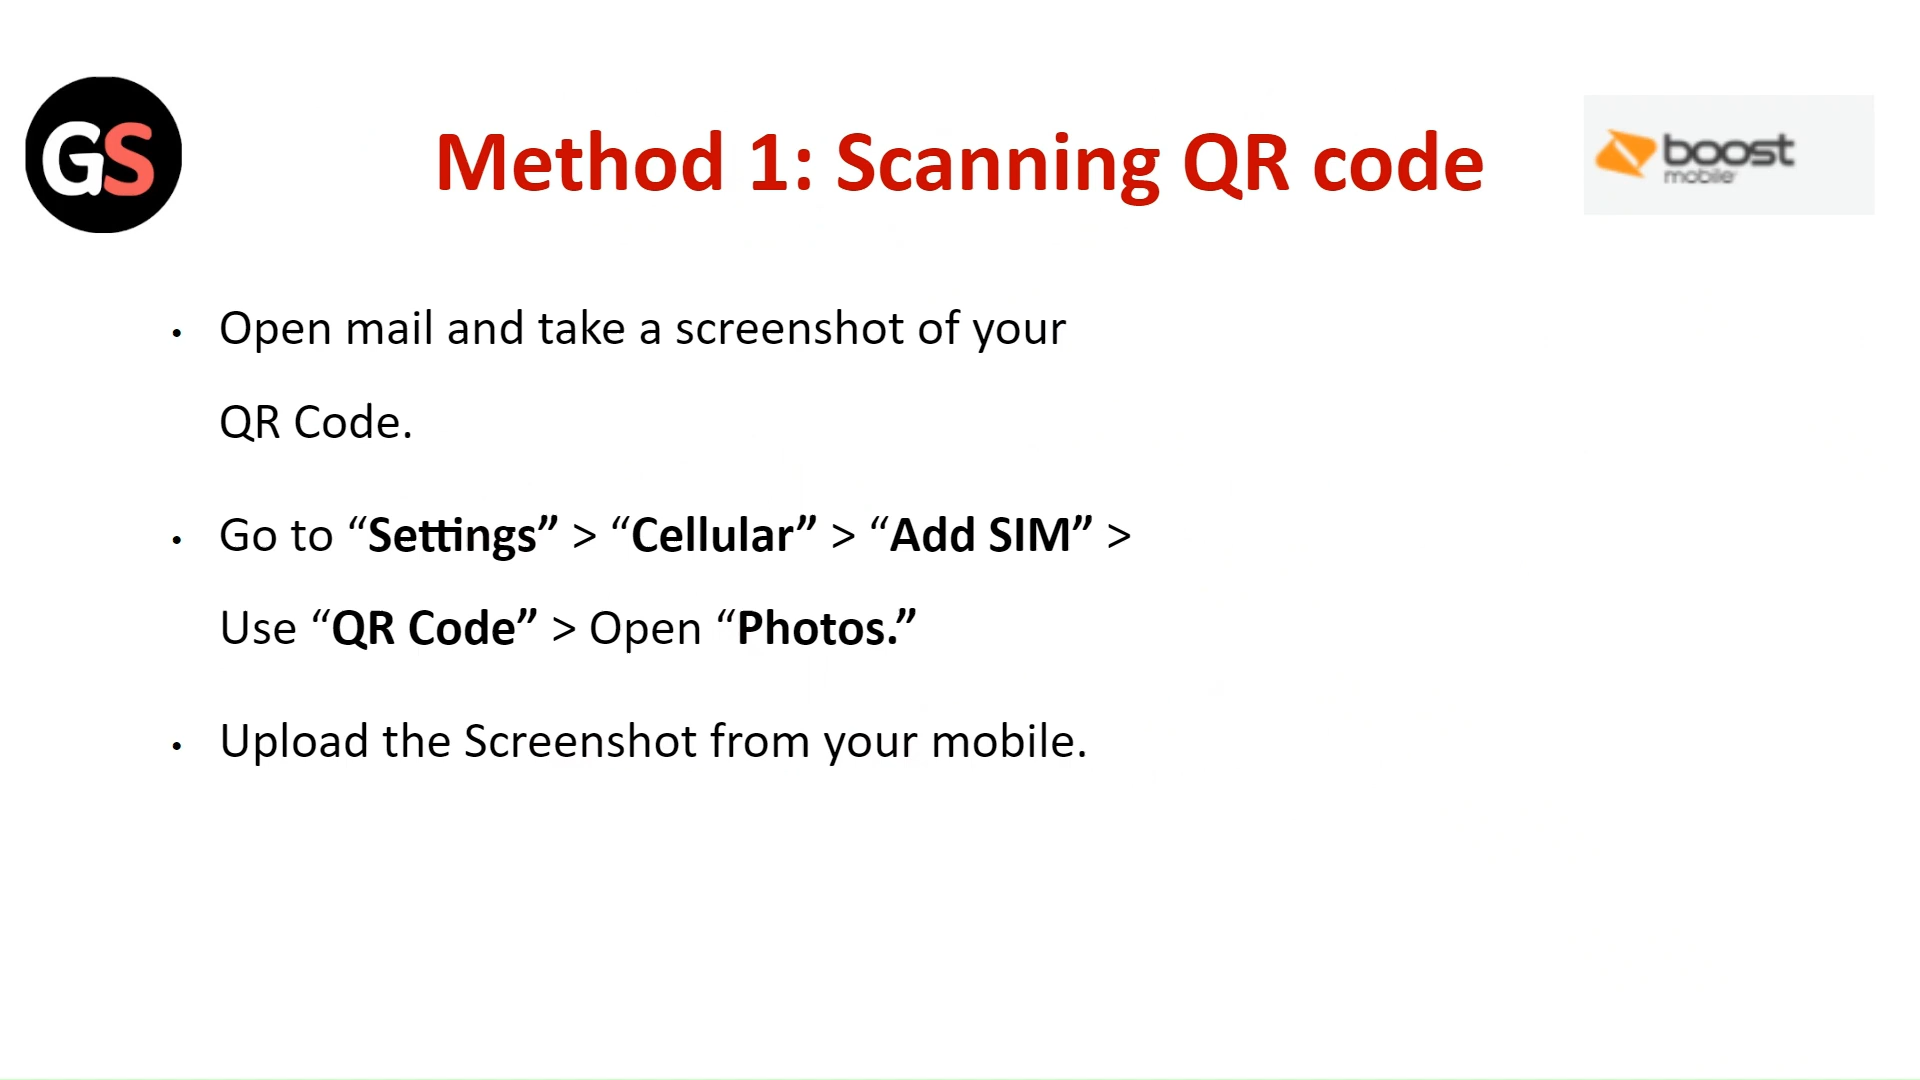 GS
Method 1: Scanning QR code
boost
mobile
• Open mail and take a screenshot of your
QR Code.
• Go to “Settings” > “Cellular” > “Add SIM” >
Use “QR Code” > Open “Photos.”
• Upload the Screenshot from your mobile.